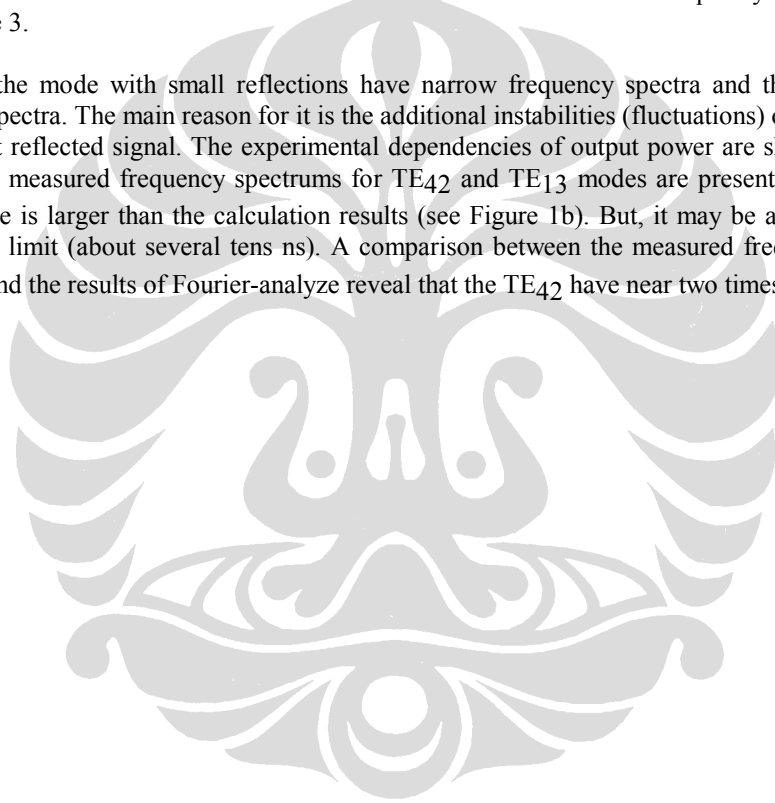 3.
the mode with small reflections have narrow frequency spectra and th
pectra. The main reason for it is the additional instabilities (fluctuations)
reflected signal. The experimental dependencies of output power are s
measured frequency spectrums for TE42 and TE13 modes are present
e is larger than the calculation results (see Figure 1b). But, it may be a
limit (about several tens ns). A comparison between the measured fre
nd the results of Fourier-analyze reveal that the TE42 have near two times